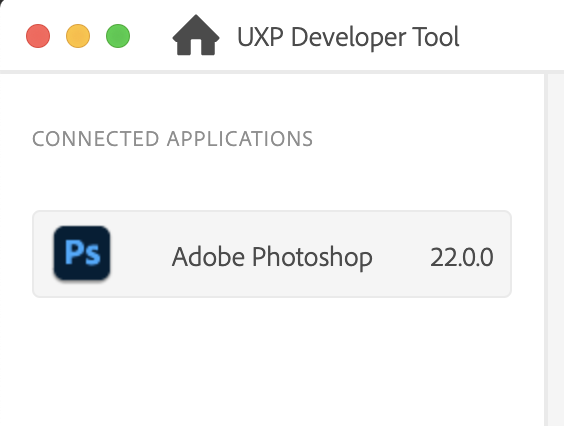 UXP Developer Tool
CONNECTED APPLICATIONS
Ps Adobe Photoshop 22.0.0